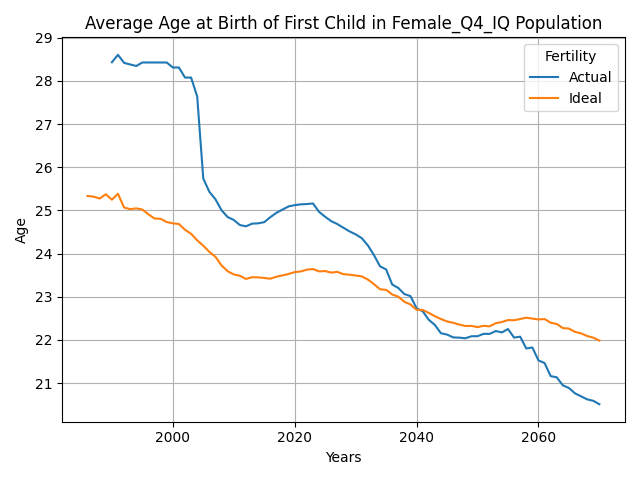 Average Age at Birth of First Child in Female_Q4_IQ Population
Fertility
Actual
Ideal
Age
29
28
27
26
25
24
23
22
21
2000 2020 2040 2060
Years